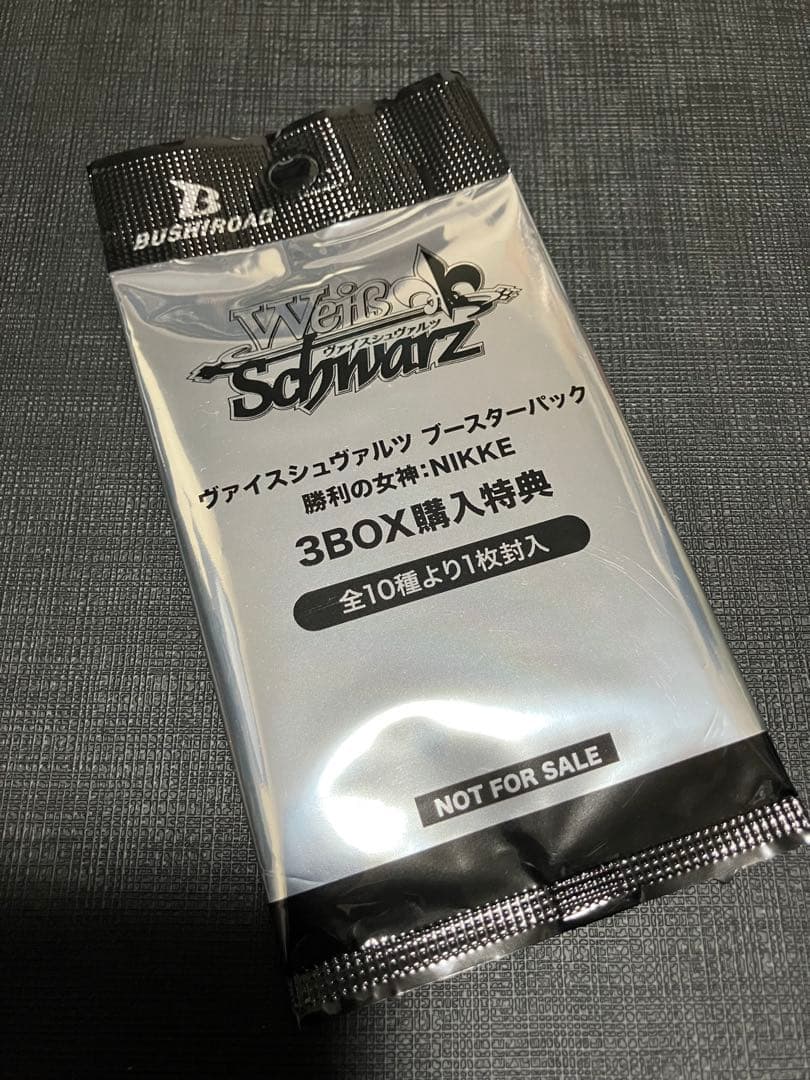 BUSHIROAD
Weiß
ヴァイスシュヴァルツ
Schwarz
ヴァイスシュヴァルツ ブースターパック
勝利の女神:NIKKE
3BOX購入特典
全10種より1枚封入
NOT FOR SALE